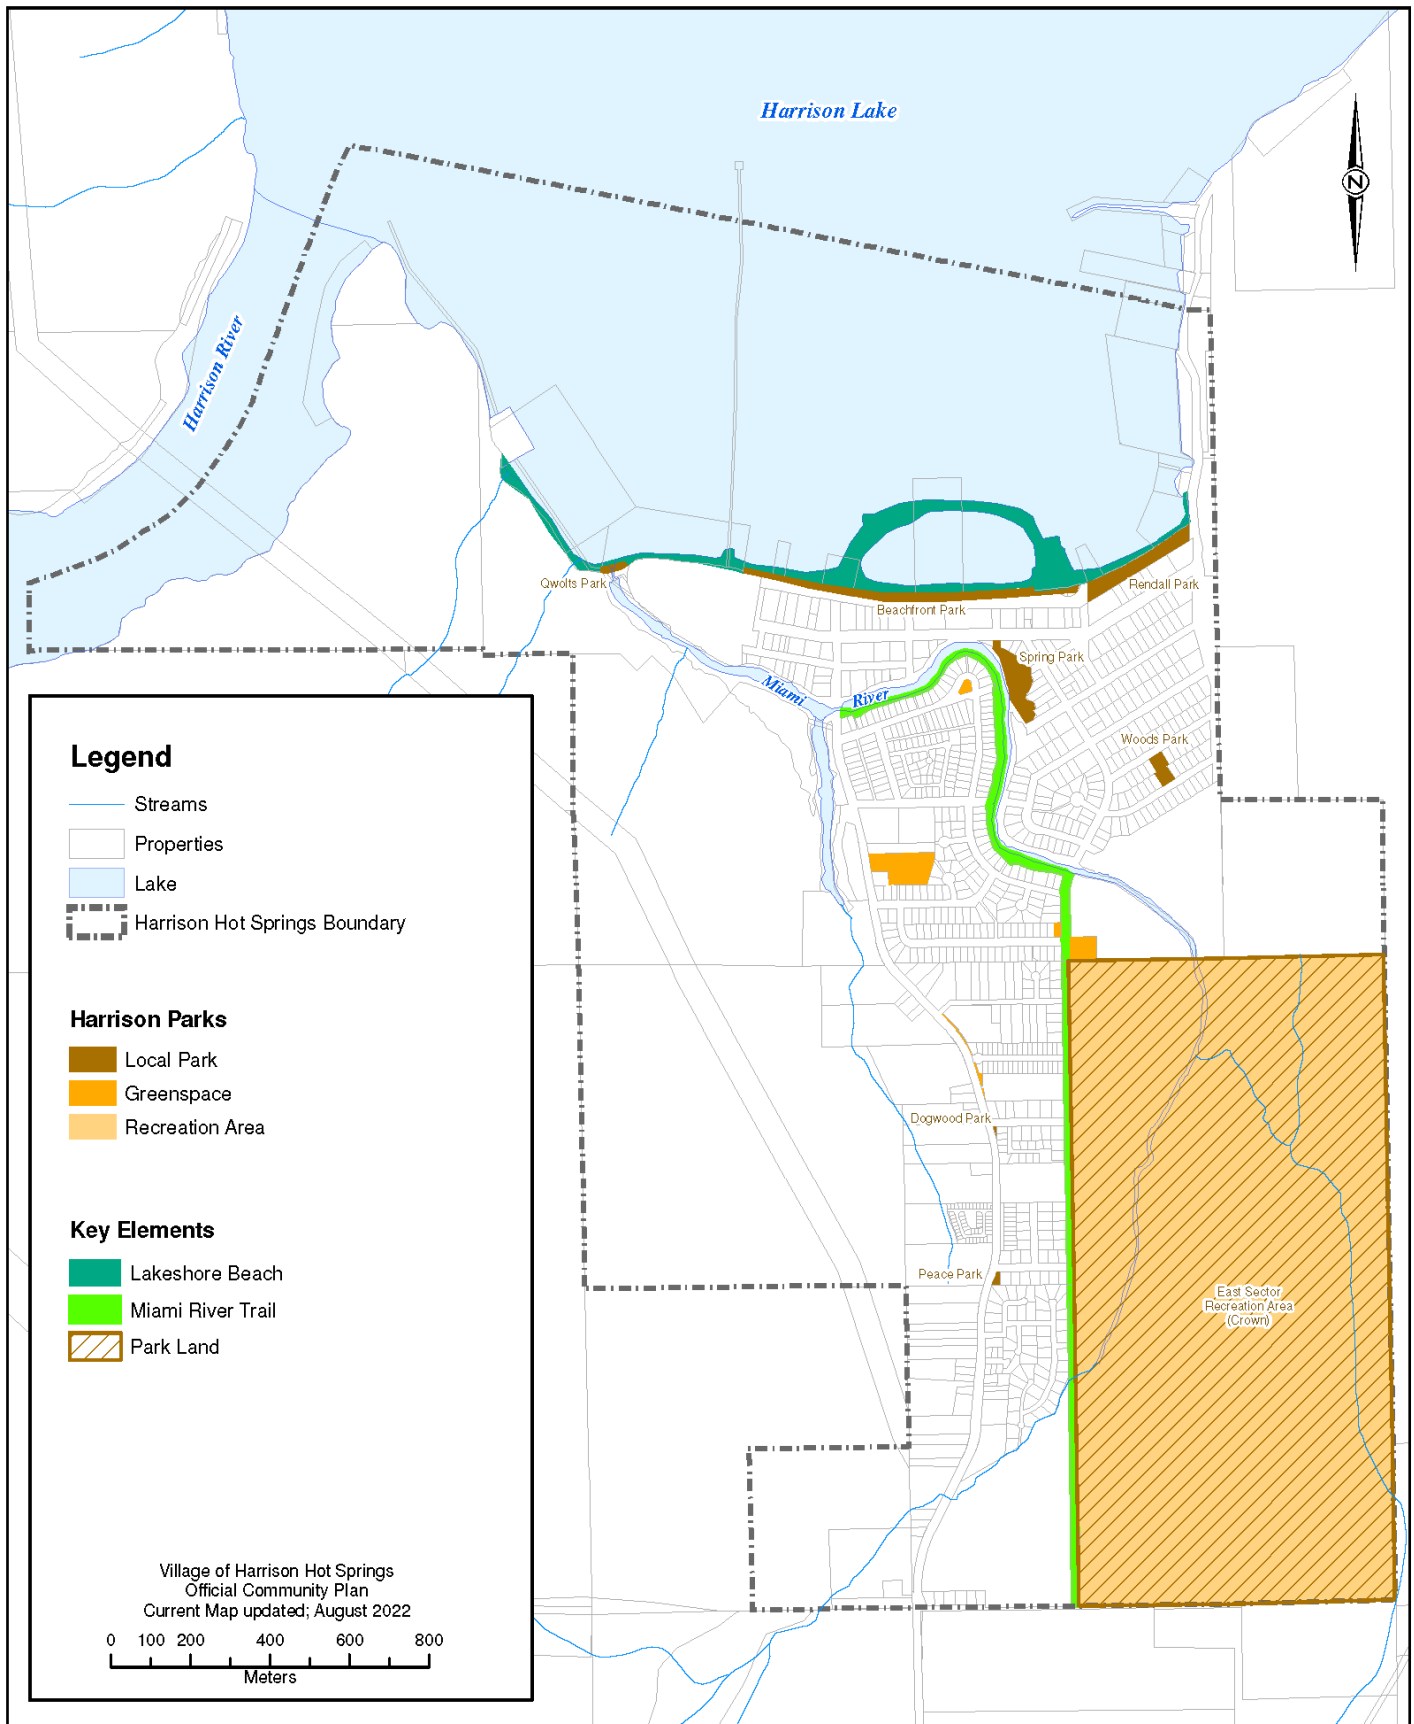 Harrison Lake
N
Harrison River
Qwolts Park
Rendall Park
Beachfront Park
Spring Park
Miami River
Woods Park
Legend
Streams
Properties
Lake
Harrison Hot Springs Boundary
Harrison Parks
Local Park
Greenspace
Recreation Area
Dogwood Park
Key Elements
Lakeshore Beach
Miami River Trail
Park Land
Peace Park
East Sector
Recreation Area
(Crown)
Village of Harrison Hot Springs
Official Community Plan
Current Map updated; August 2022
0 100 200 400 600 800
Meters